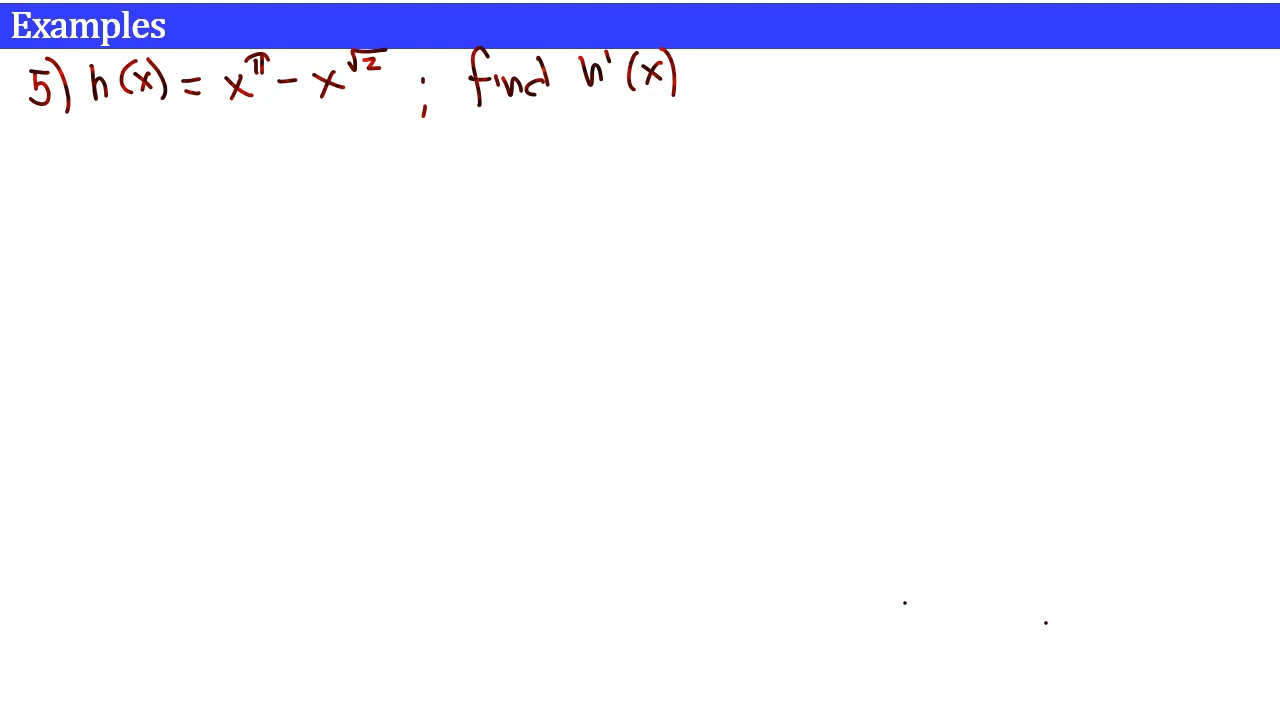 Examples
5) h(x) = x^π - x^√2 ; find h'(x)